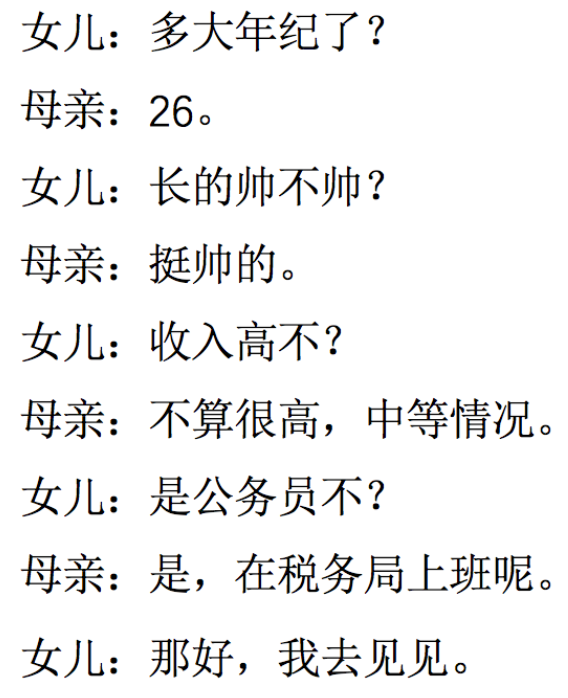 女儿：多大年纪了？
母亲：26。
女儿：长的帅不帅？
母亲：挺帅的。
女儿：收入高不？
母亲：不算很高，中等情况。
女儿：是公务员不？
母亲：是，在税务局上班呢。
女儿：那好，我去见见。